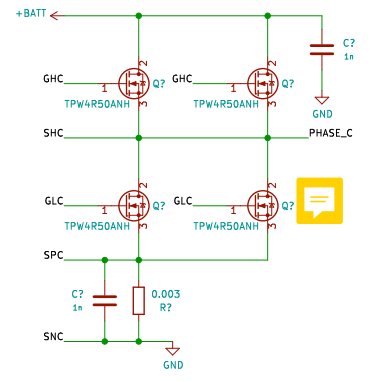 +BATT
C?
1n
GND
GHC
1
2
3
Q?
TPW4R50ANH
GHC
1
2
3
Q?
TPW4R50ANH
SHC
PHASE_C
GLC
1
2
3
Q?
TPW4R50ANH
GLC
1
2
3
Q?
TPW4R50ANH
SPC
C?
1n
0.003
R?
SNC
GND